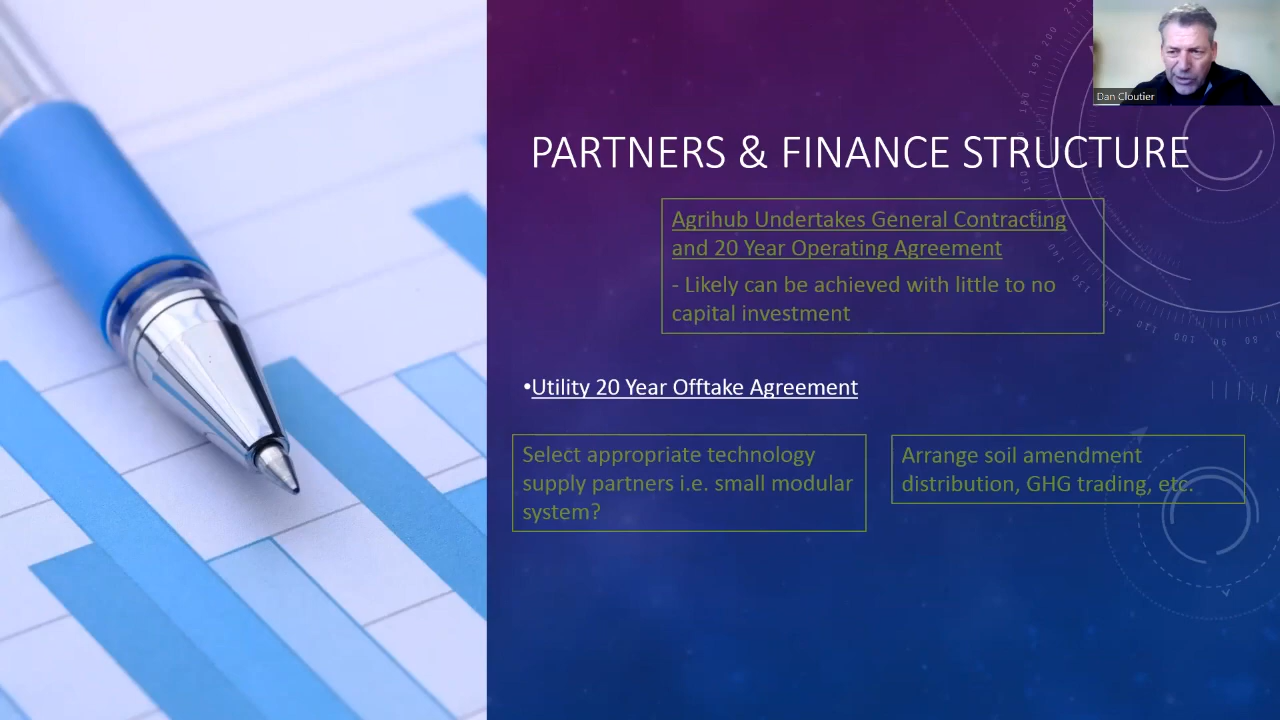 Dan Cloutier
PARTNERS & FINANCE STRUCTURE
Agrihub Undertakes General Contracting
and 20 Year Operating Agreement
- Likely can be achieved with little to no
capital investment
•Utility 20 Year Offtake Agreement
Select appropriate technology
supply partners i.e. small modular
system?
Arrange soil amendment
distribution, GHG trading, etc.